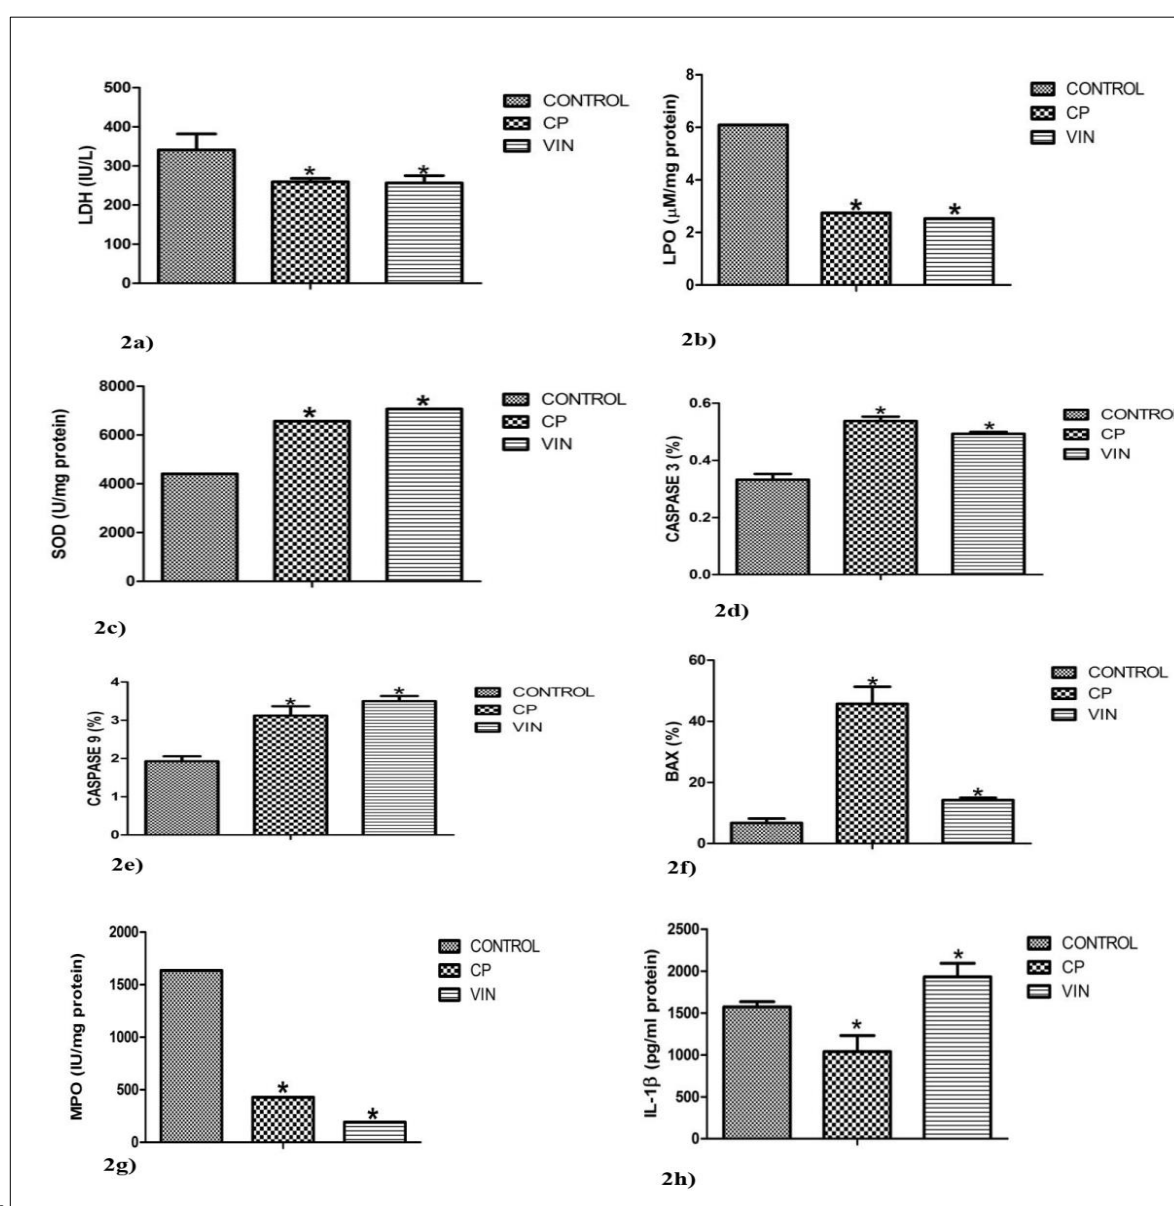 LDH (IU/L)
500
400
300
200
100
0
* *
CONTROL
CP
VIN
2a)
LPO (µM/mg protein)
8
6
4
2
0
* *
CONTROL
CP
VIN
2b)
SOD (U/mg protein)
8000
6000
4000
2000
0
* *
CONTROL
CP
VIN
2c)
CASPASE 3 (%)
0.6
0.4
0.2
0.0
* *
CONTROL
CP
VIN
2d)
CASPASE 9 (%)
4
3
2
1
0
* *
CONTROL
CP
VIN
2e)
BAX (%)
60
40
20
0
* *
CONTROL
CP
VIN
2f)
MPO (IU/mg protein)
2000
1500
1000
500
0
* *
CONTROL
CP
VIN
2g)
IL-1β (pg/ml protein)
2500
2000
1500
1000
500
0
* *
CONTROL
CP
VIN
2h)